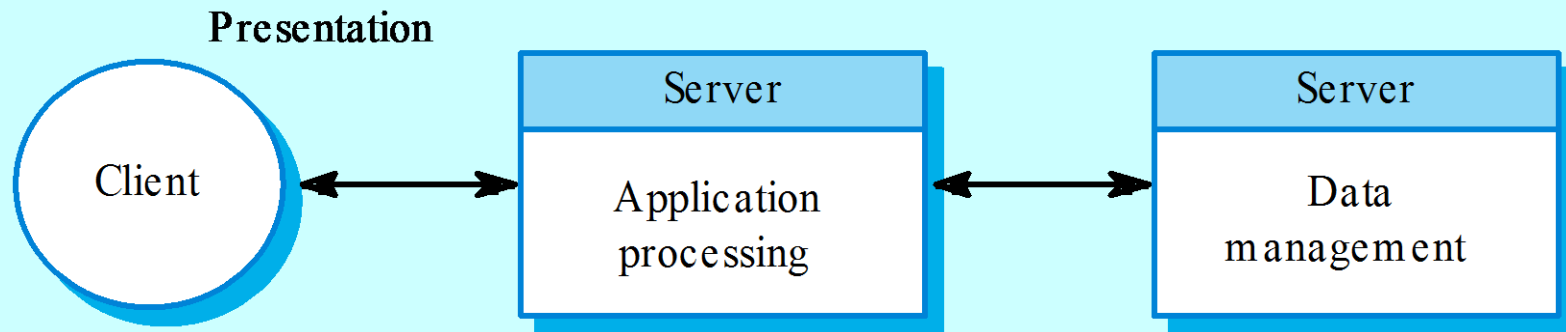 Presentation
Client
Server
Application
processing
Server
Data
management